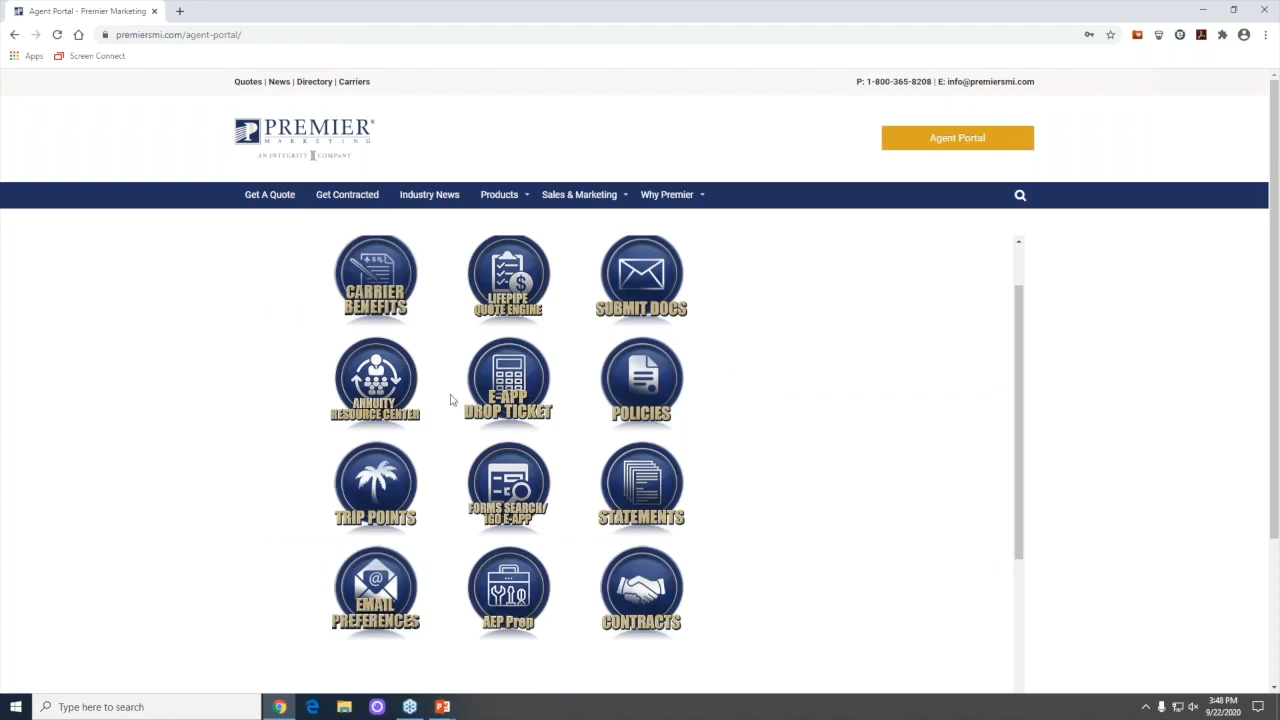 Agent Portal - Premier Marketing
premiersmi.com/agent-portal/
Apps
Screen Connect
Quotes | News | Directory | Carriers
P: 1-800-365-8208 | E: info@premiersmi.com
PREMIER®
MARKETING
AN INTEGRITY COMPANY
Agent Portal
Get A Quote
Get Contracted
Industry News
Products
Sales & Marketing
Why Premier
CARRIER
BENEFITS
LIFEPIPE
QUOTE ENGINE
SUBMIT DOCS
ANNUITY
RESOURCE CENTER
E-APP
DROP TICKET
POLICIES
TRIP POINTS
FORMS SEARCH/
IGO E-APP
STATEMENTS
EMAIL
PREFERENCES
AEP Prep
CONTRACTS
Type here to search
3:48 PM
9/22/2020